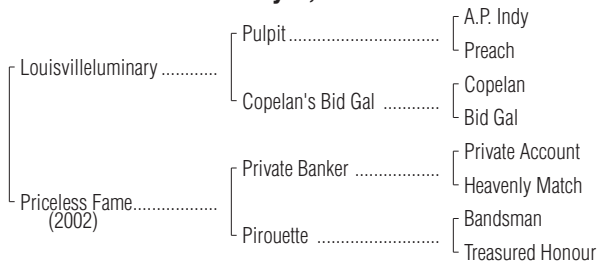 A.P. Indy
Pulpit
Preach
Louisvilleluminary
Copelan
Copelan's Bid Gal
Bid Gal
Private Account
Private Banker
Heavenly Match
Priceless Fame
(2002)
Bandsman
Pirouette
Treasured Honour